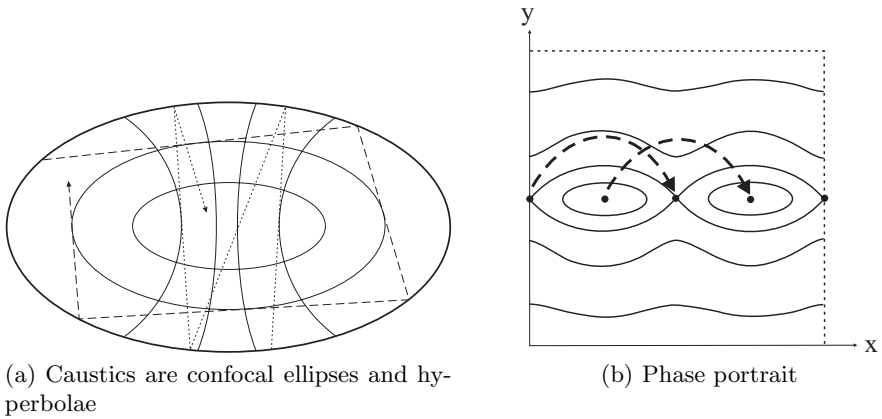 y
x
(a) Caustics are confocal ellipses and hy-
perbolae
(b) Phase portrait